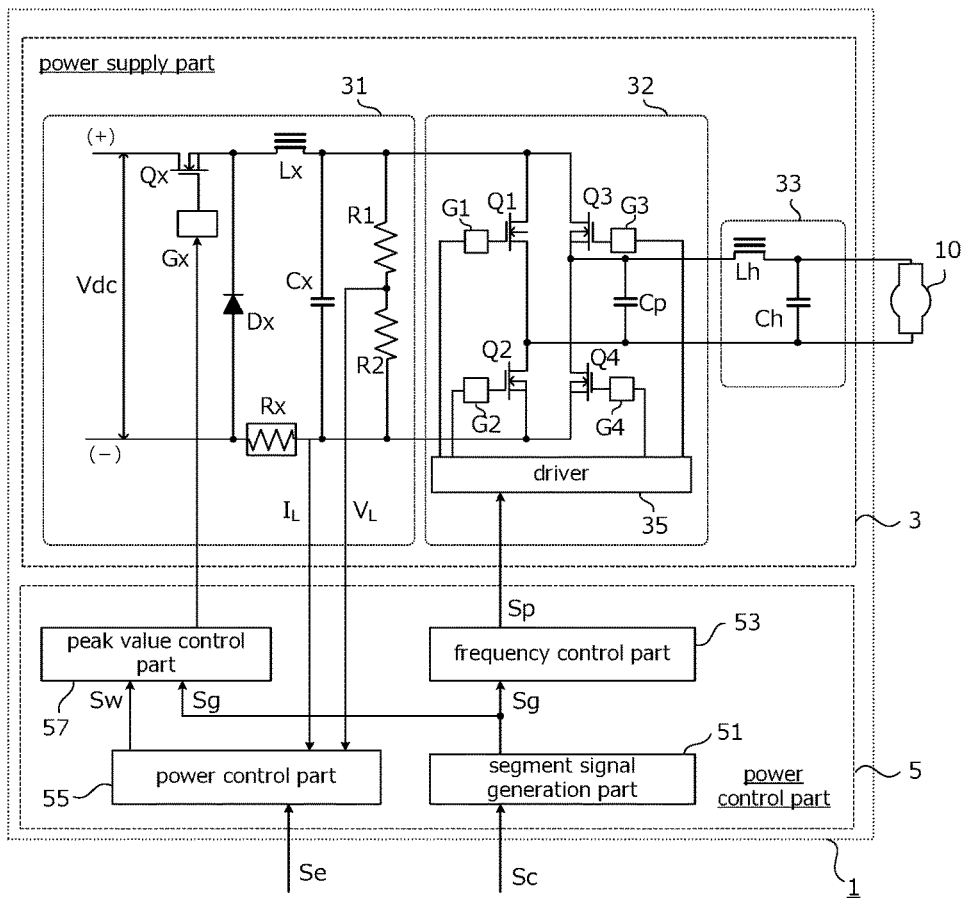 power supply part
31
32
33
10
(+)
Qx
Lx
Gx
Vdc
Dx
Cx
R1
R2
Rx
(−)
G1
Q1
Q3
G3
Cp
Q2
Q4
G2
G4
Lh
Ch
driver
35
3
IL
VL
Sp
peak value control
part
57
frequency control part
53
Sw
Sg
Sg
power control part
55
segment signal
generation part
51
power
control part
5
Se
Sc
1